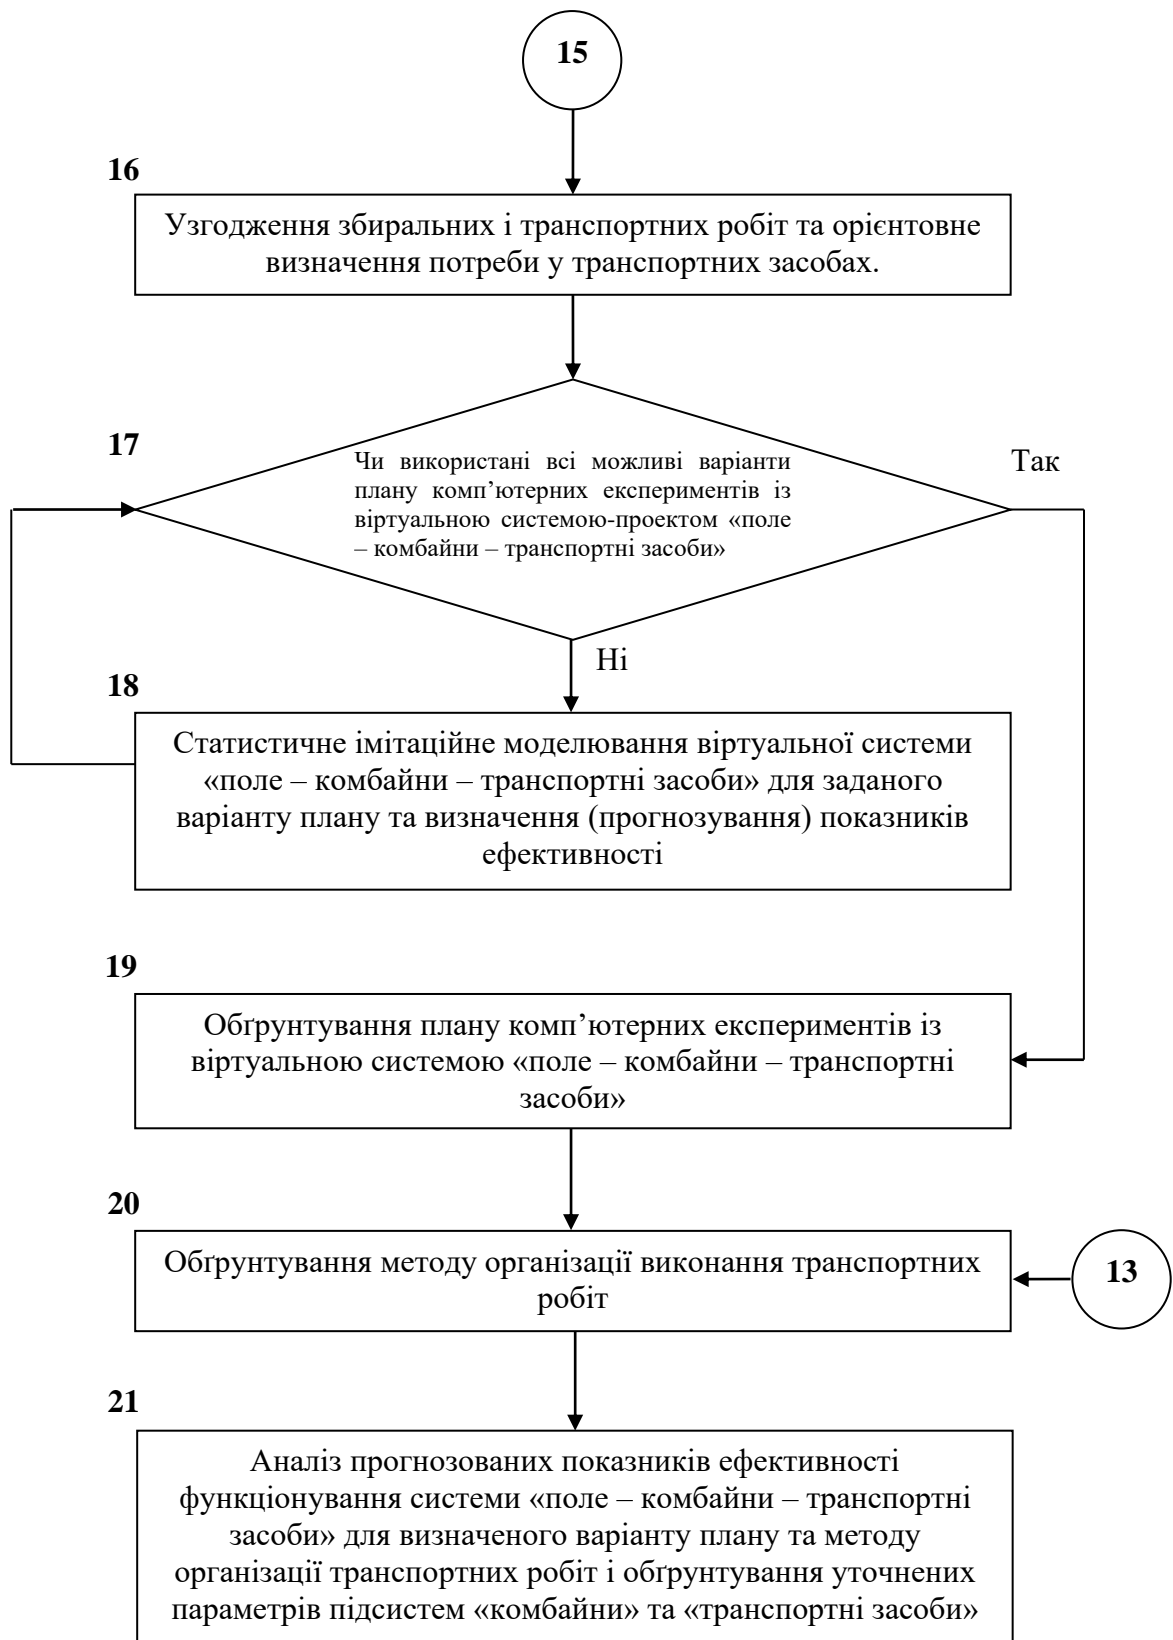 15
16
Узгодження збиральних і транспортних робіт та орієнтовне
визначення потреби у транспортних засобах.
17
Чи використані всі можливі варіанти
плану комп’ютерних експериментів із
віртуальною системою-проектом «поле
– комбайни – транспортні засоби»
Так
Ні
18
Статистичне імітаційне моделювання віртуальної системи
«поле – комбайни – транспортні засоби» для заданого
варіанту плану та визначення (прогнозування) показників
ефективності
19
Обґрунтування плану комп’ютерних експериментів із
віртуальною системою «поле – комбайни – транспортні
засоби»
20
Обґрунтування методу організації виконання транспортних
робіт
13
21
Аналіз прогнозованих показників ефективності
функціонування системи «поле – комбайни – транспортні
засоби» для визначеного варіанту плану та методу
організації транспортних робіт і обґрунтування уточнених
параметрів підсистем «комбайни» та «транспортні засоби»